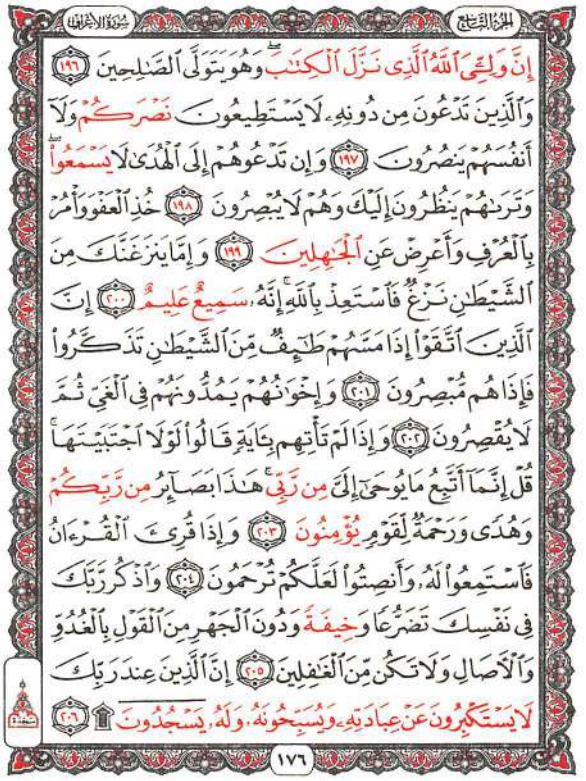 الجزء التاسع
سورة الأعراف
إِنَّ وَلِـِّۧىَ ٱللَّهُ ٱلَّذِى نَزَّلَ ٱلْكِتَٰبَ ۖ وَهُوَ يَتَوَلَّى ٱلصَّٰلِحِينَ ١٩٦
وَٱلَّذِينَ تَدْعُونَ مِن دُونِهِۦ لَا يَسْتَطِيعُونَ نَصْرَكُمْ وَلَآ
أَنفُسَهُمْ يَنصُرُونَ ١٩٧ وَإِن تَدْعُوهُمْ إِلَى ٱلْهُدَىٰ لَا يَسْمَعُوا۟ ۖ
وَتَرَىٰهُمْ يَنظُرُونَ إِلَيْكَ وَهُمْ لَا يُبْصِرُونَ ١٩٨ خُذِ ٱلْعَفْوَ وَأْمُرْ
بِٱلْعُرْفِ وَأَعْرِضْ عَنِ ٱلْجَٰهِلِينَ ١٩٩ وَإِمَّا يَنزَغَنَّكَ مِنَ
ٱلشَّيْطَٰنِ نَزْغٌ فَٱسْتَعِذْ بِٱللَّهِ ۚ إِنَّهُۥ سَمِيعٌ عَلِيمٌ ٢٠٠ إِنَّ
ٱلَّذِينَ ٱتَّقَوْا۟ إِذَا مَسَّهُمْ طَٰٓئِفٌ مِّنَ ٱلشَّيْطَٰنِ تَذَكَّرُوا۟
فَإِذَا هُم مُّبْصِرُونَ ٢٠١ وَإِخْوَٰنُهُمْ يَمُدُّونَهُمْ فِى ٱلْغَىِّ ثُمَّ
لَا يُقْصِرُونَ ٢٠٢ وَإِذَا لَمْ تَأْتِهِم بِـَٔايَةٍ قَالُوا۟ لَوْلَا ٱجْتَبَيْتَهَا ۚ
قُلْ إِنَّمَآ أَتَّبِعُ مَا يُوحَىٰٓ إِلَىَّ مِن رَّبِّى ۚ هَٰذَا بَصَآئِرُ مِن رَّبِّكُمْ
وَهُدًى وَرَحْمَةٌ لِّقَوْمٍ يُؤْمِنُونَ ٢٠٣ وَإِذَا قُرِئَ ٱلْقُرْءَانُ
فَٱسْتَمِعُوا۟ لَهُۥ وَأَنصِتُوا۟ لَعَلَّكُمْ تُرْحَمُونَ ٢٠٤ وَٱذْكُر رَّبَّكَ
فِى نَفْسِكَ تَضَرُّعًا وَخِيفَةً وَدُونَ ٱلْجَهْرِ مِنَ ٱلْقَوْلِ بِٱلْغُدُوِّ
وَٱلْـَٔاصَالِ وَلَا تَكُن مِّنَ ٱلْغَٰفِلِينَ ٢٠٥ إِنَّ ٱلَّذِينَ عِندَ رَبِّكَ
لَا يَسْتَكْبِرُونَ عَنْ عِبَادَتِهِۦ وَيُسَبِّحُونَهُۥ وَلَهُۥ يَسْجُدُونَ ۩ ٢٠٦
سجدة
١٧٦